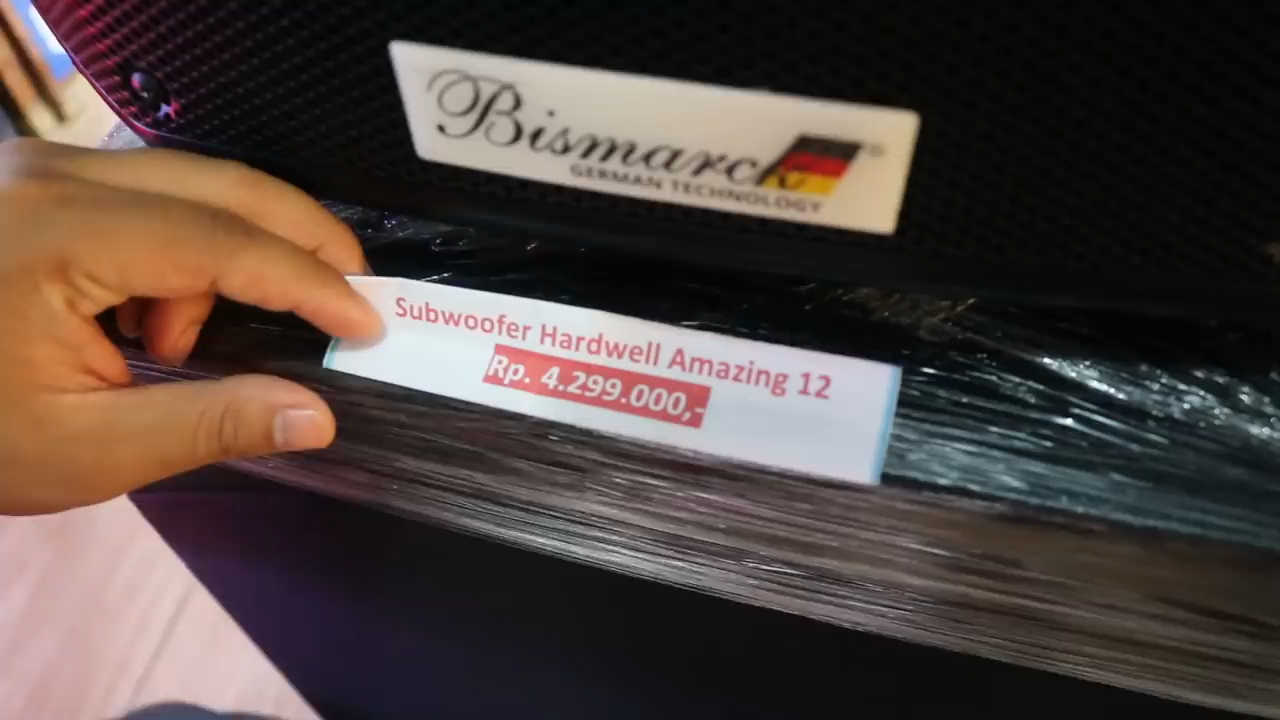 Bismarck®
GERMAN TECHNOLOGY
Subwoofer Hardwell Amazing 12
Rp. 4.299.000,-